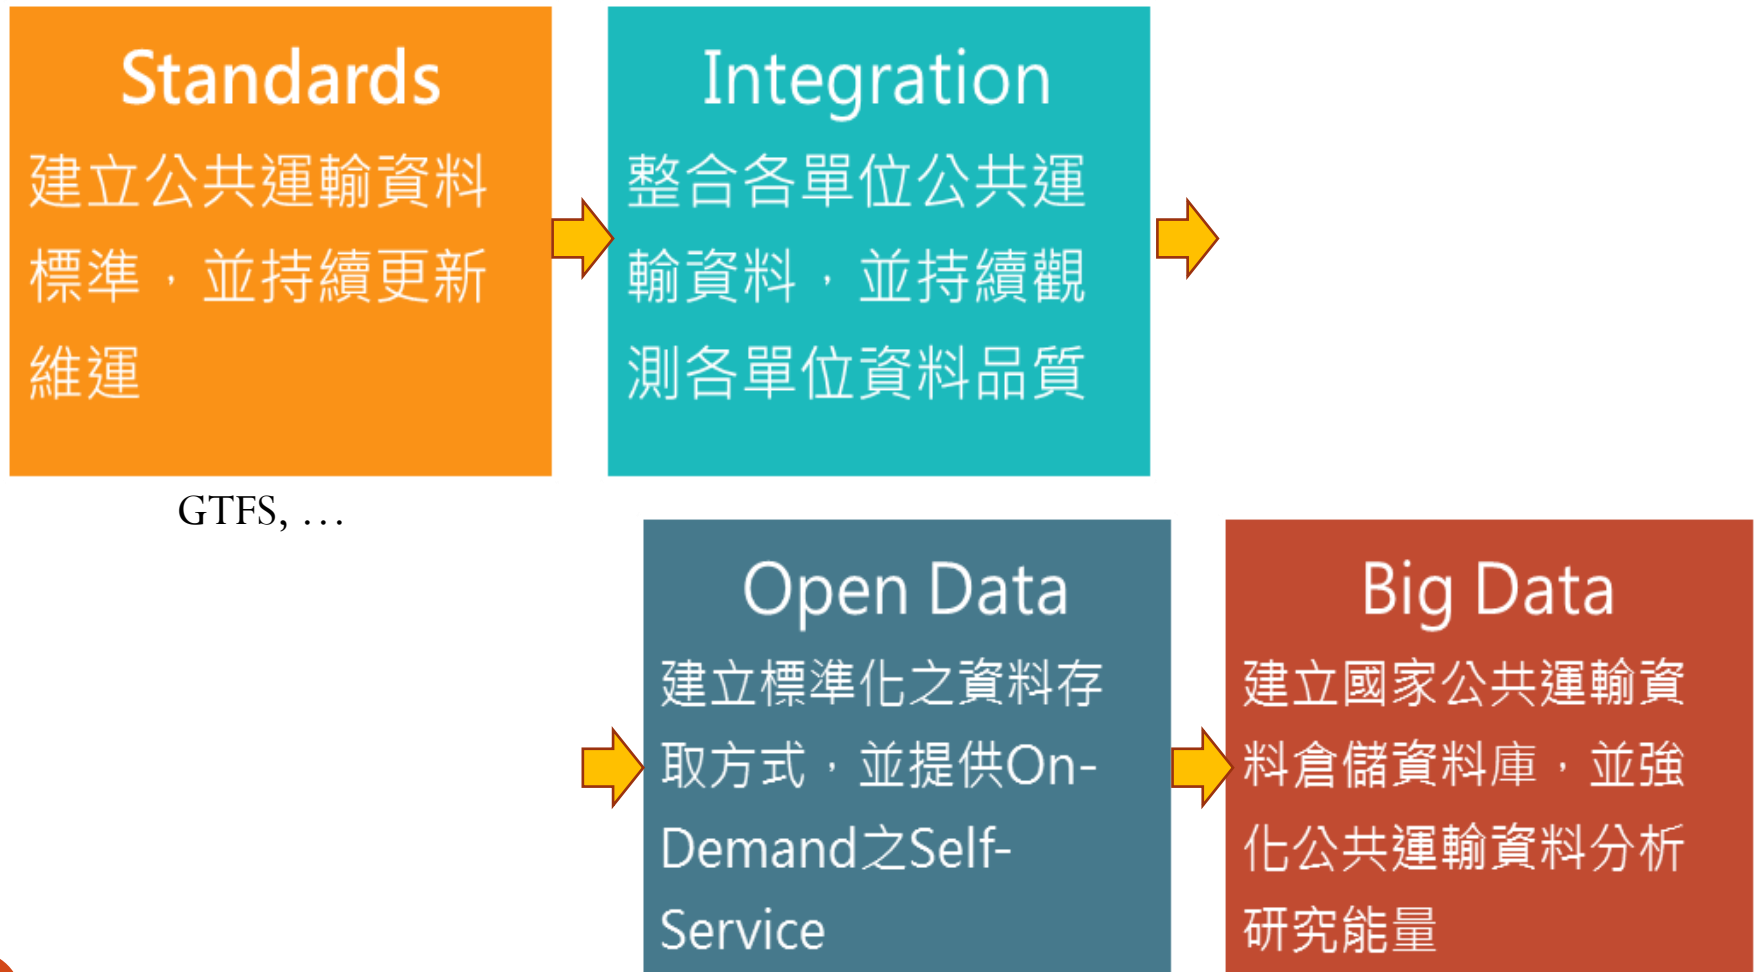 Standards
建立公共運輸資料
標準，並持續更新
維運
GTFS, …
Integration
整合各單位公共運
輸資料，並持續觀
測各單位資料品質
Open Data
建立標準化之資料存
取方式，並提供On-
Demand之Self-
Service
Big Data
建立國家公共運輸資
料倉儲資料庫，並強
化公共運輸資料分析
研究能量